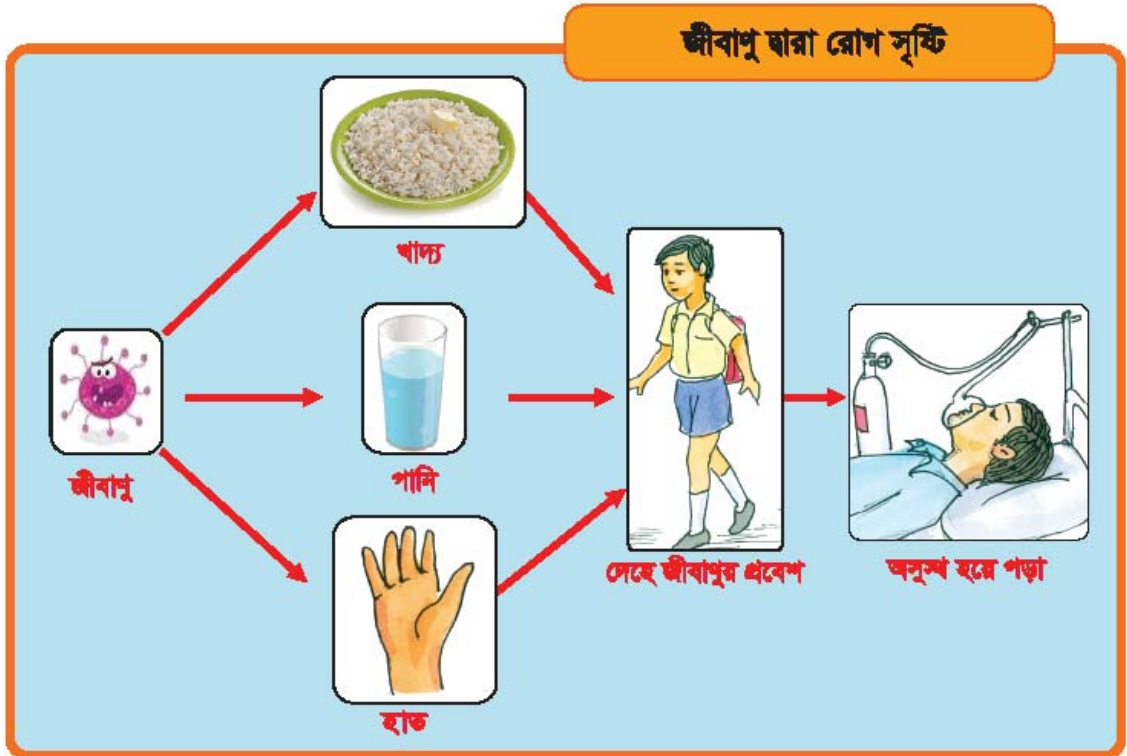 জীবাণু দ্বারা রোগ সৃষ্টি
খাদ্য
জীবাণু
পানি
হাত
দেহে জীবাণুর প্রবেশ
অসুস্থ হয়ে পড়া